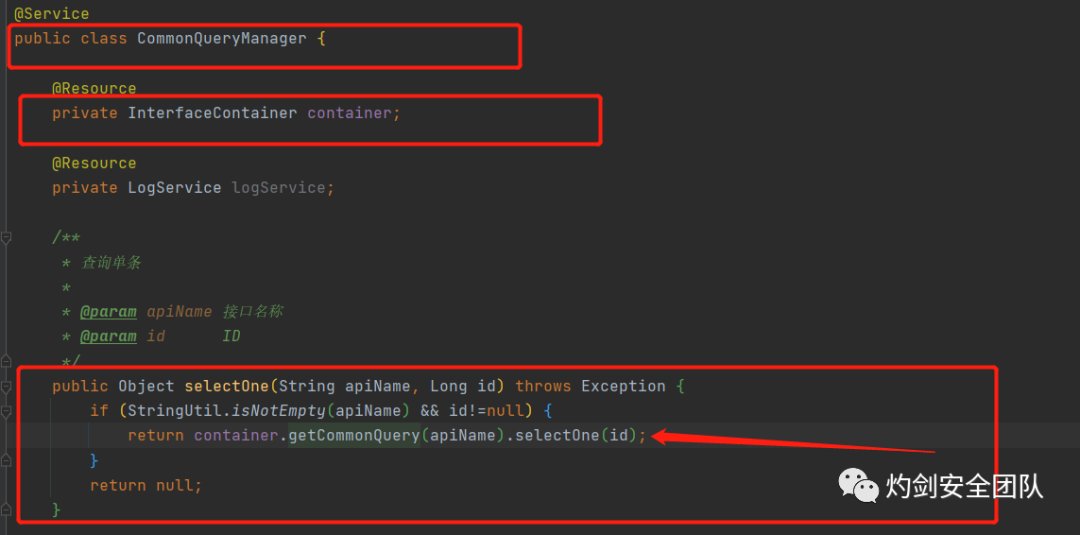 @Service
public class CommonQueryManager {
@Resource
private InterfaceContainer container;
@Resource
private LogService logService;
/**
* 查询单条
*
* @param apiName 接口名称
* @param id ID
*/
public Object selectOne(String apiName, Long id) throws Exception {
if (StringUtil.isNotEmpty(apiName) && id!=null) {
return container.getCommonQuery(apiName).selectOne(id);
}
return null;
}
灼剑安全团队